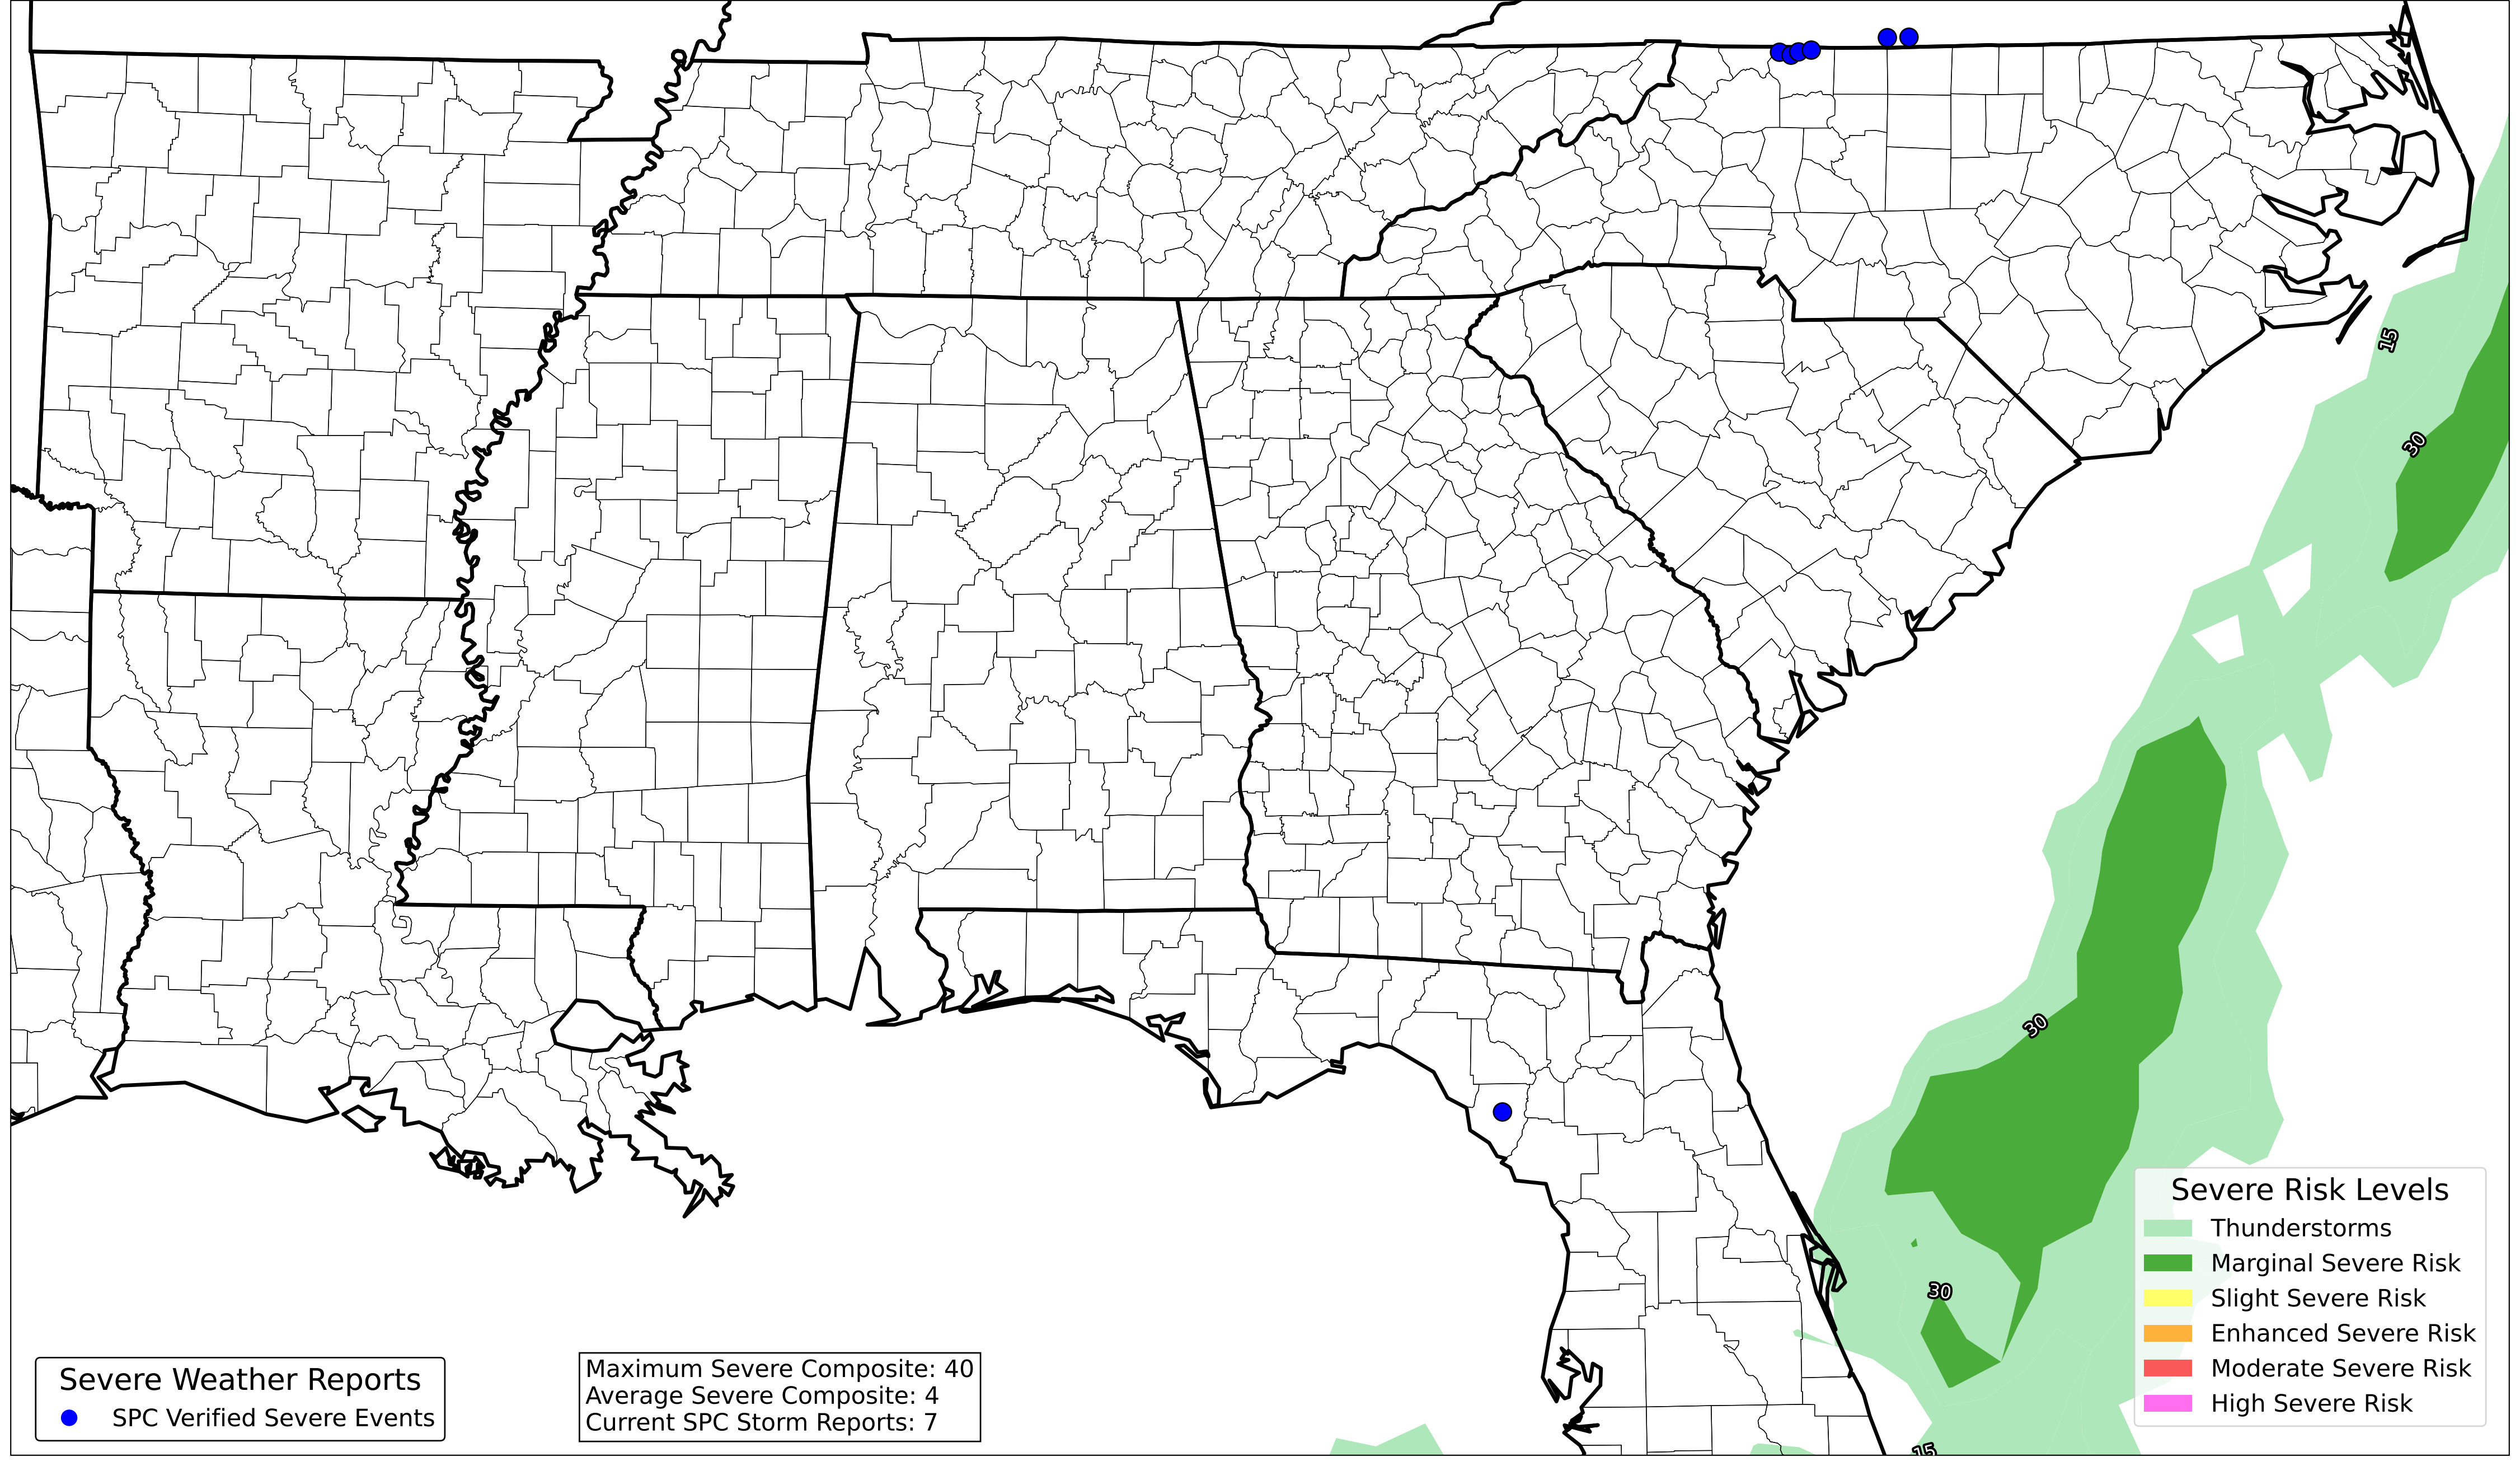 15
30
30
30
15
Severe Risk Levels
Thunderstorms
Marginal Severe Risk
Slight Severe Risk
Enhanced Severe Risk
Moderate Severe Risk
High Severe Risk
Severe Weather Reports
SPC Verified Severe Events
Maximum Severe Composite: 40
Average Severe Composite: 4
Current SPC Storm Reports: 7